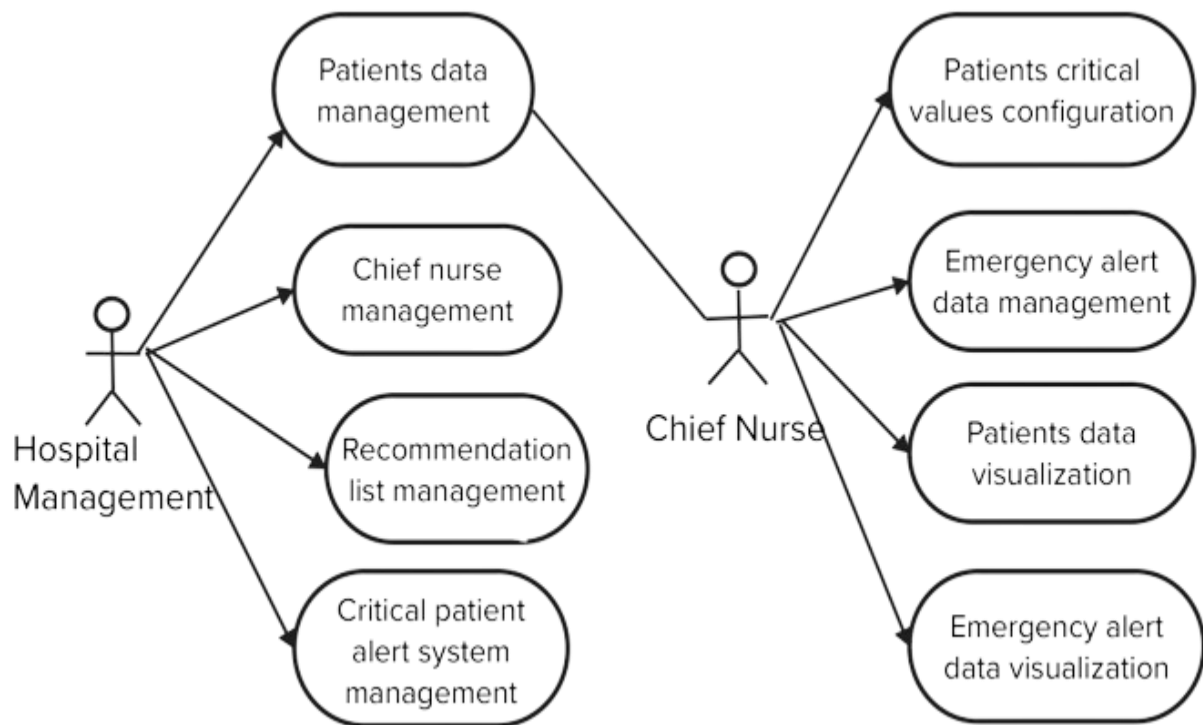 Patients data
management
Chief nurse
management
Recommendation
list management
Critical patient
alert system
management
Hospital
Management
Chief Nurse
Patients critical
values configuration
Emergency alert
data management
Patients data
visualization
Emergency alert
data visualization